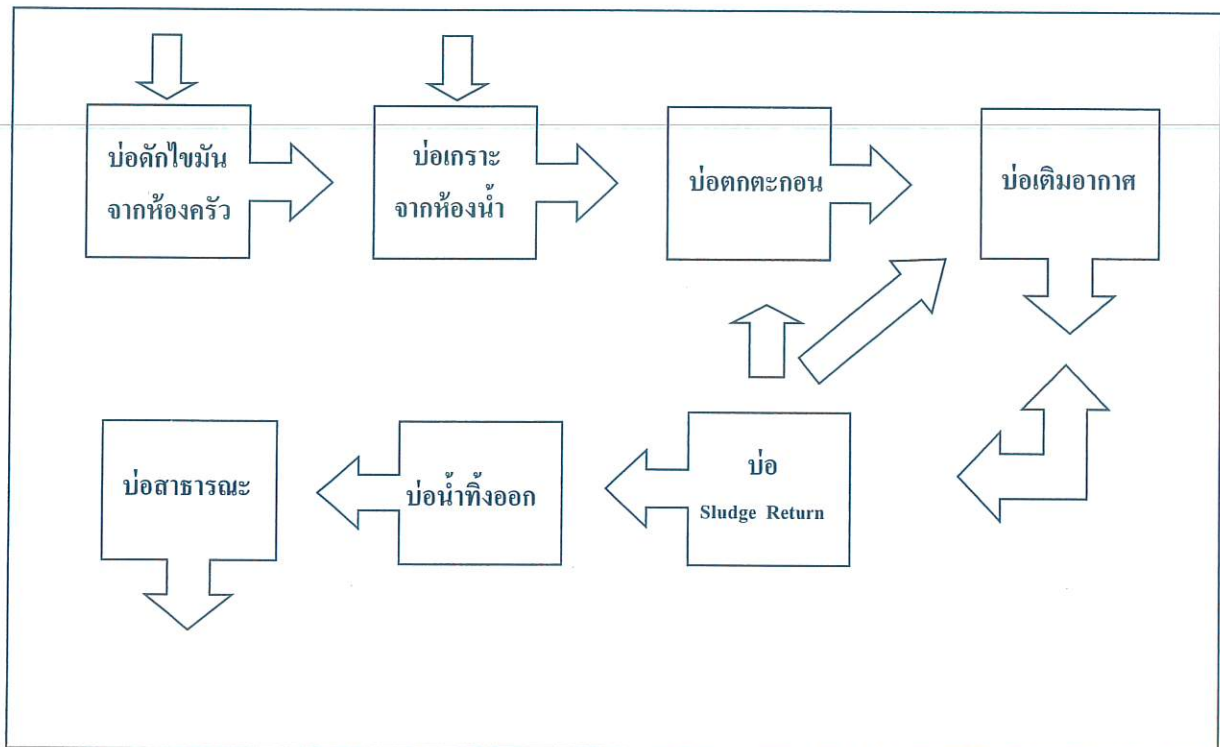 บ่อดักไขมัน
จากห้องครัว
บ่อเกราะ
จากห้องน้ำ
บ่อตกตะกอน
บ่อเติมอากาศ
บ่อสาธารณะ
บ่อน้ำทิ้งออก
บ่อ
Sludge Return